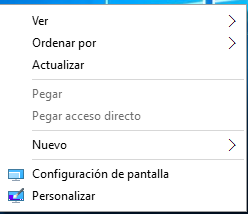 Ver
Ordenar por
Actualizar
Pegar
Pegar acceso directo
Nuevo
Configuración de pantalla
Personalizar